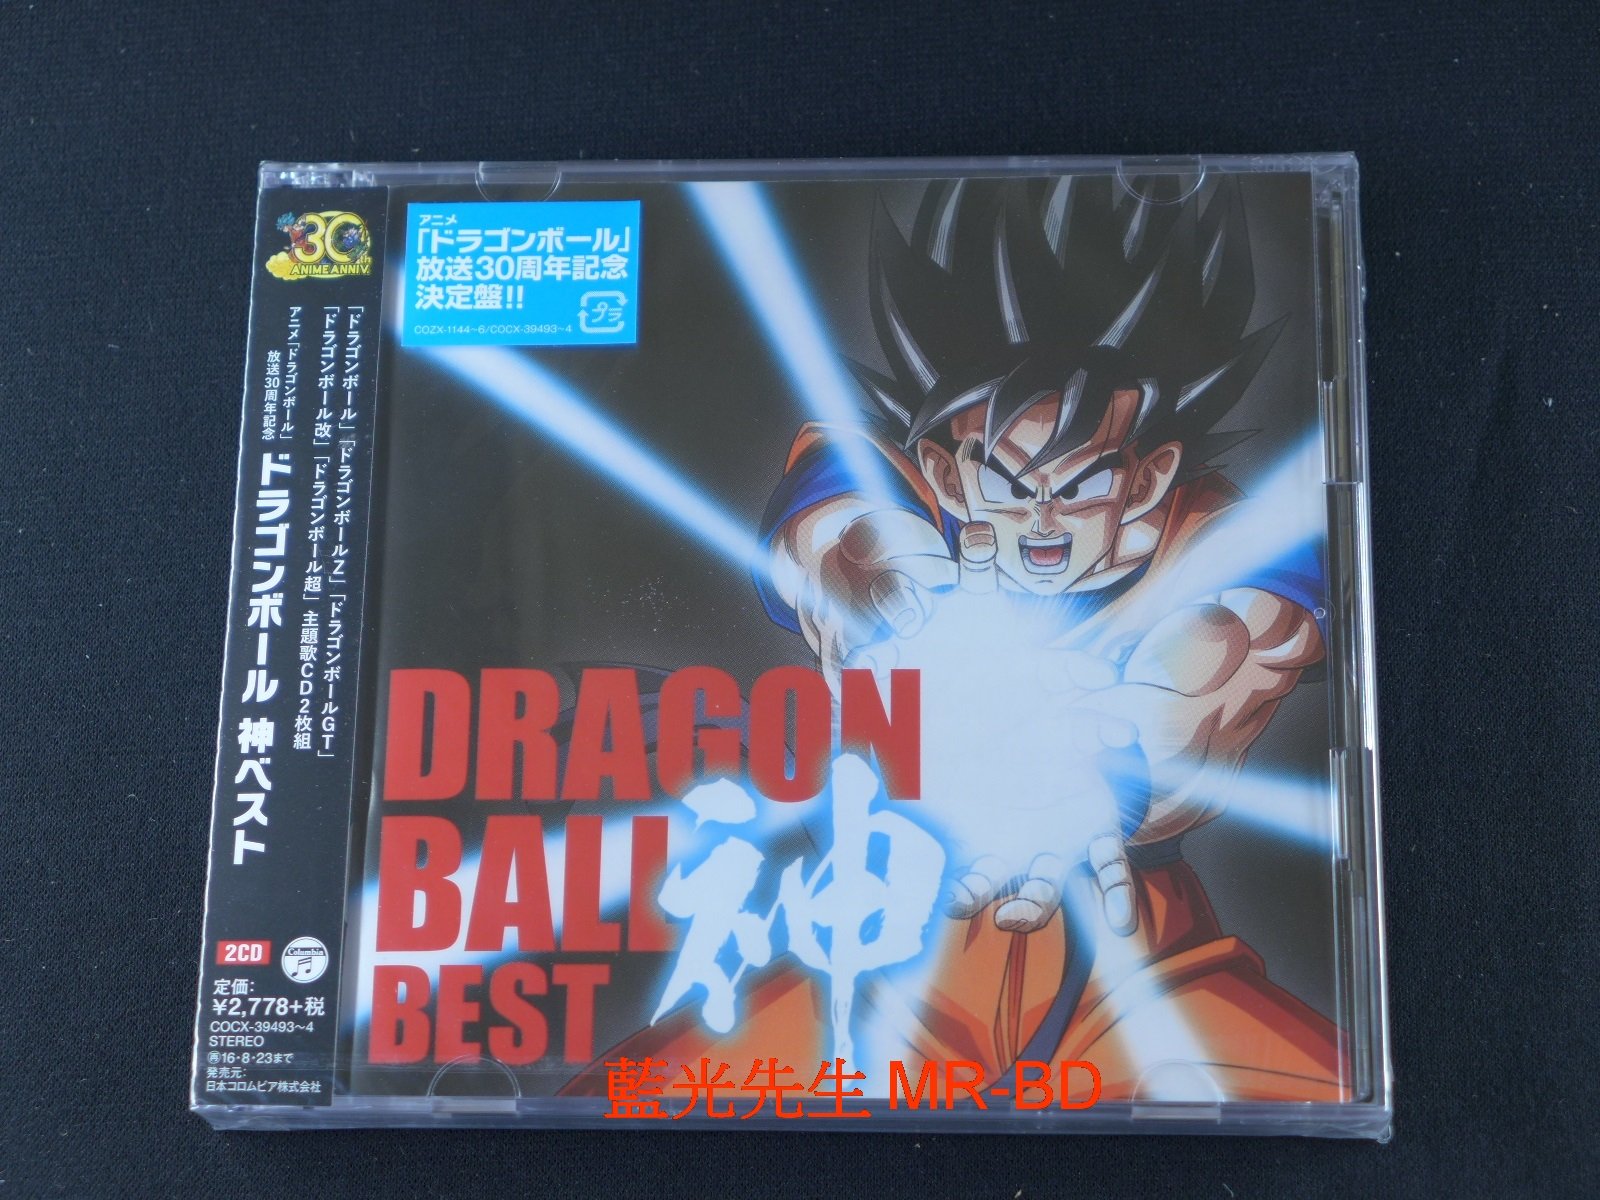 30th
ANIME ANNIV.
「ドラゴンボール」「ドラゴンボールZ」「ドラゴンボールGT」
「ドラゴンボール改」「ドラゴンボール超」主題歌CD2枚組
アニメ「ドラゴンボール」
放送30周年記念
ドラゴンボール 神ベスト
2CD
Columbia
定価:
¥2,778+税
COCX-39493~4
STEREO
再16・8・23まで
発売元:
日本コロムビア株式会社
アニメ
「ドラゴンボール」
放送30周年記念
決定盤!!
プラ
COZX-1144~6/COCX-39493~4
DRAGON
BALL
神
BEST
藍光先生 MR-BD